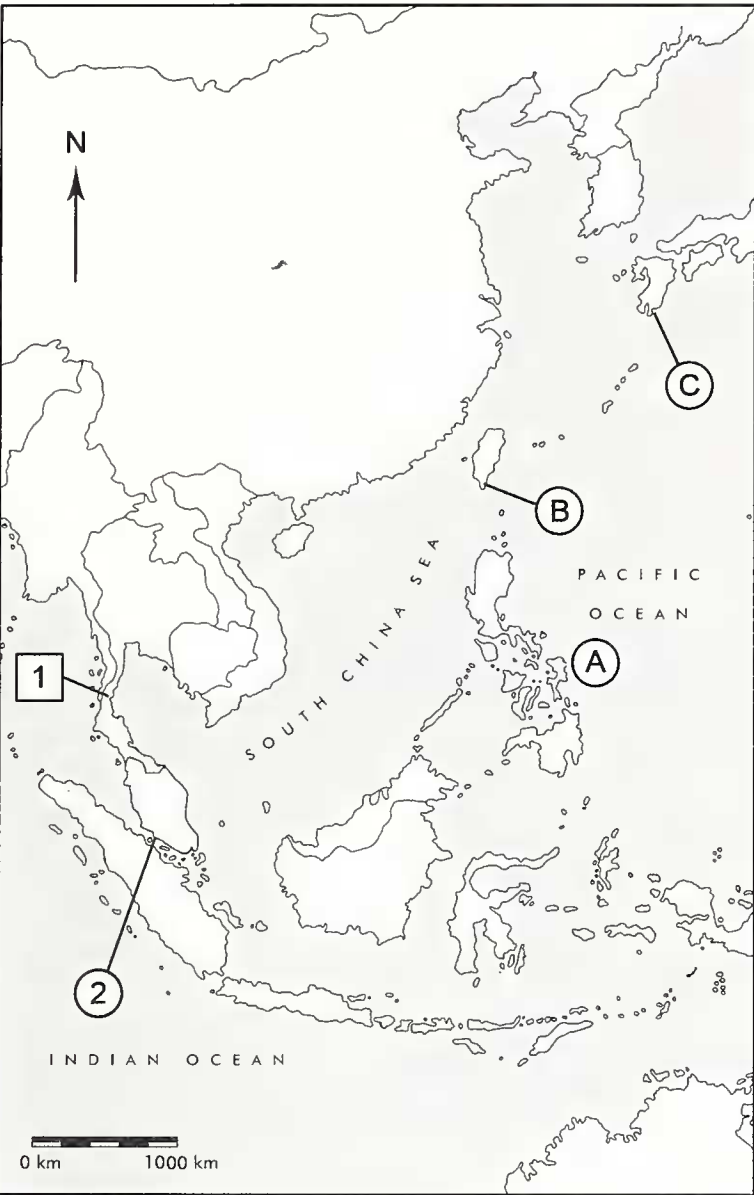 N
C
B
SOUTH CHINA SEA
PACIFIC
OCEAN
A
1
2
INDIAN OCEAN
0 km 1000 km